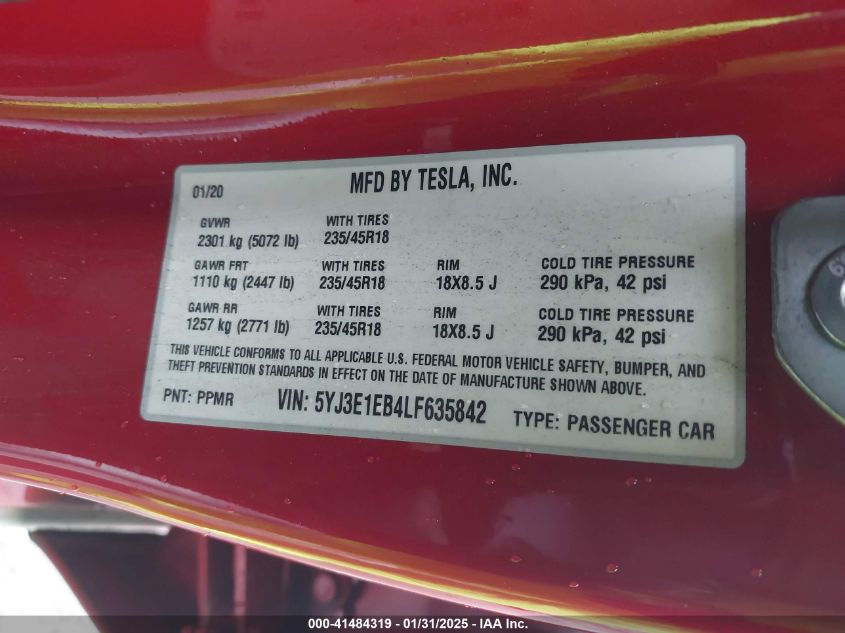 01/20
MFD BY TESLA, INC.
GVWR
2301 kg (5072 lb)
WITH TIRES
235/45R18
GAWR FRT
1110 kg (2447 lb)
WITH TIRES
235/45R18
RIM
18X8.5 J
COLD TIRE PRESSURE
290 kPa, 42 psi
GAWR RR
1257 kg (2771 lb)
WITH TIRES
235/45R18
RIM
18X8.5 J
COLD TIRE PRESSURE
290 kPa, 42 psi
THIS VEHICLE CONFORMS TO ALL APPLICABLE U.S. FEDERAL MOTOR VEHICLE SAFETY, BUMPER, AND
THEFT PREVENTION STANDARDS IN EFFECT ON THE DATE OF MANUFACTURE SHOWN ABOVE.
PNT: PPMR
VIN: 5YJ3E1EB4LF635842
TYPE: PASSENGER CAR
000-41484319 - 01/31/2025 - IAAI Inc.